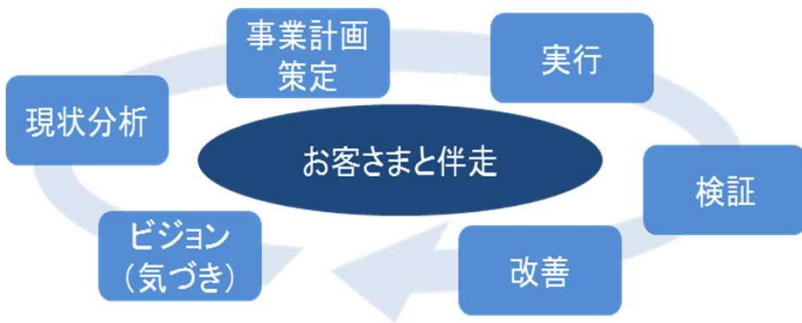 事業計画
策定
実行
現状分析
お客さまと伴走
検証
ビジョン
（気づき）
改善